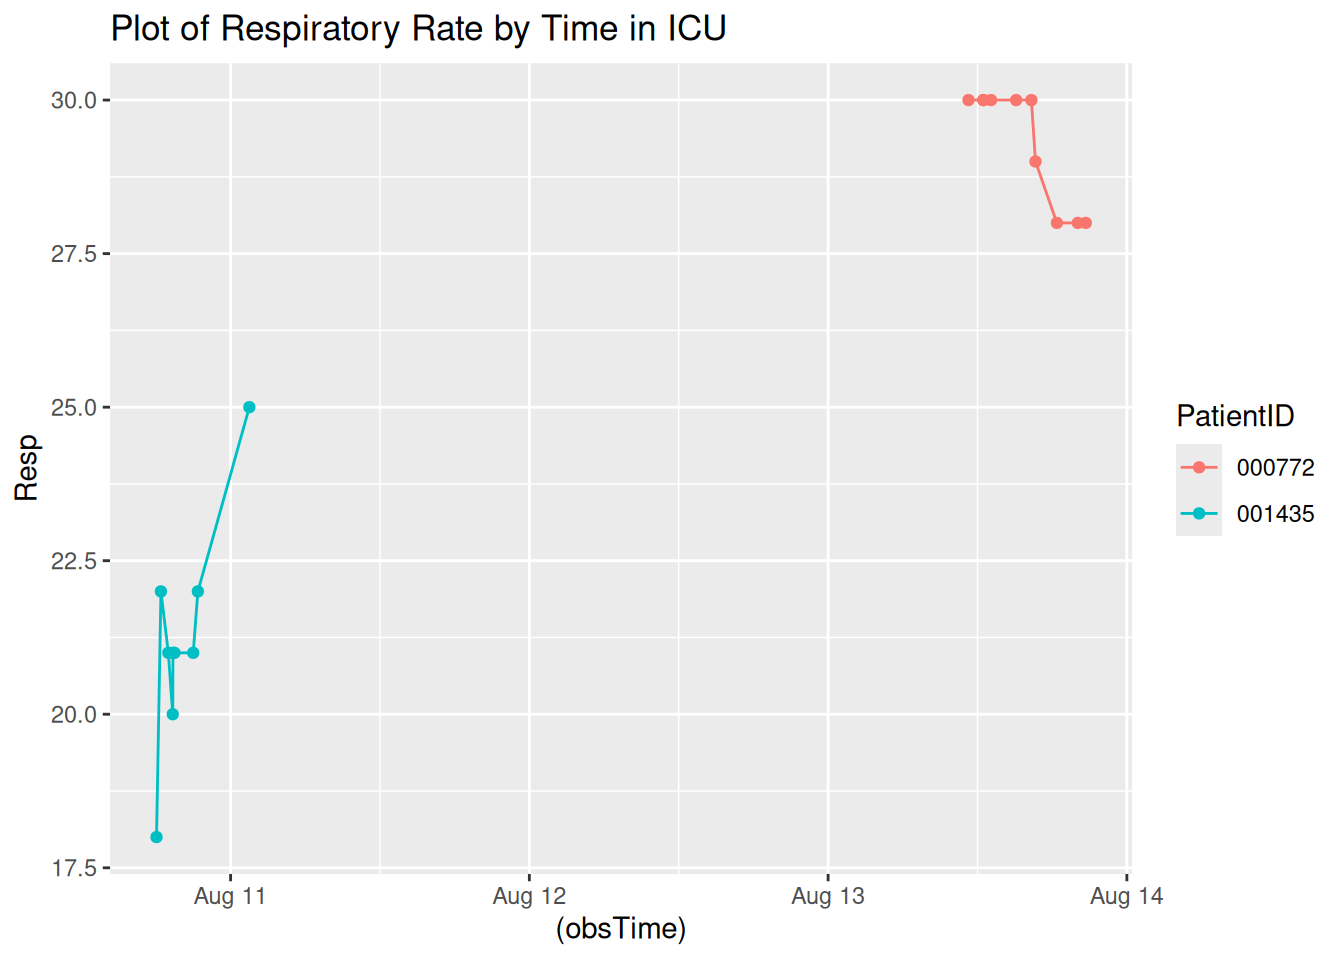 Plot of Respiratory Rate by Time in ICU
30.0
27.5
25.0
22.5
20.0
17.5
Resp
Aug 11
Aug 12
Aug 13
Aug 14
(obsTime)
PatientID
000772
001435